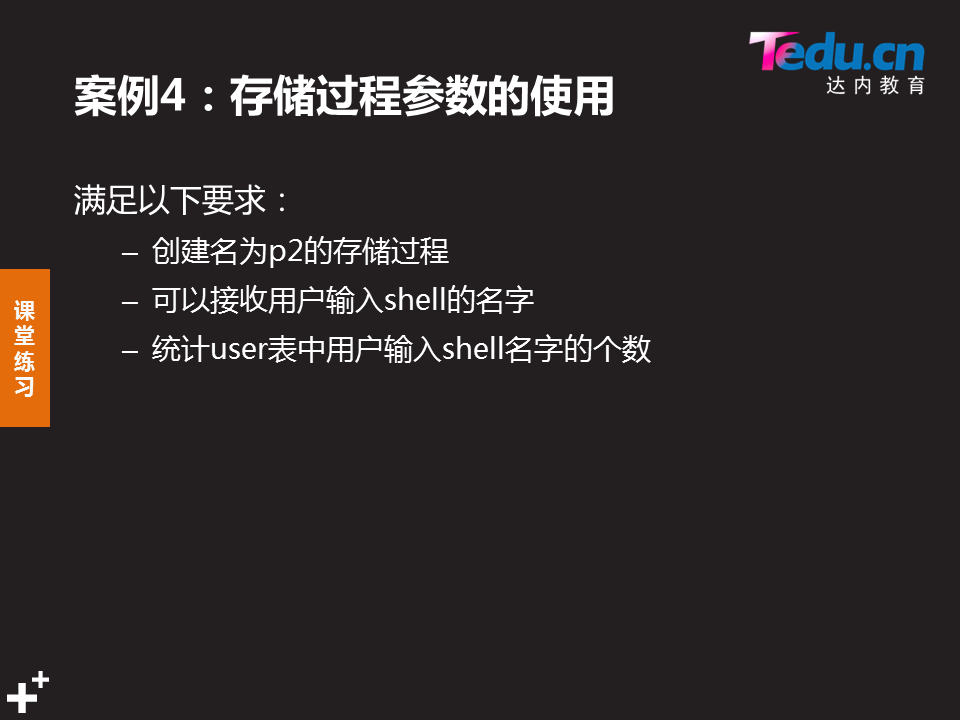 Tedu.cn
达内教育
案例4：存储过程参数的使用
满足以下要求：
– 创建名为p2的存储过程
– 可以接收用户输入shell的名字
– 统计user表中用户输入shell名字的个数
课
堂
练
习